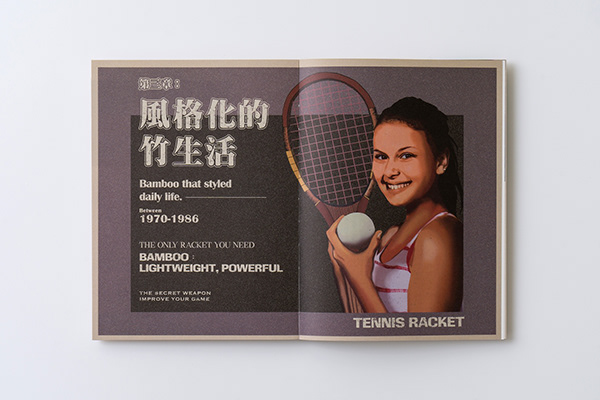 第三章：
風格化的
竹生活
Bamboo that styled
daily life.
Between
1970-1986
THE ONLY RACKET YOU NEED
BAMBOO :
LIGHTWEIGHT, POWERFUL
THE SECRET WEAPON
IMPROVE YOUR GAME
TENNIS RACKET